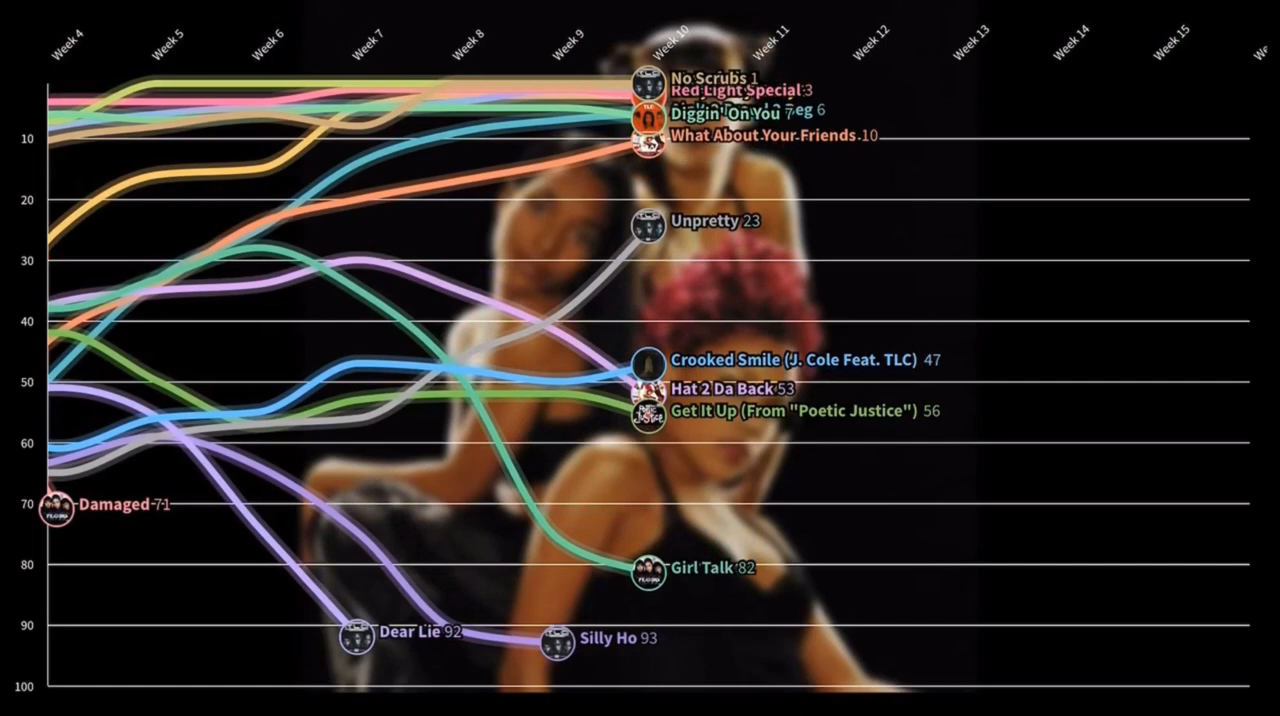 Week 4
Week 5
Week 6
Week 7
Week 8
Week 9
Week 10
Week 11
Week 12
Week 13
Week 14
Week 15
10
20
30
40
50
60
70
80
90
100
No Scrubs 1
Red Light Special 3
6
Diggin' On You 7
What About Your Friends 10
Unpretty 23
Crooked Smile (J. Cole Feat. TLC) 47
Hat 2 Da Back 53
Get It Up (From "Poetic Justice") 56
Damaged 71
Girl Talk 82
Dear Lie 92
Silly Ho 93